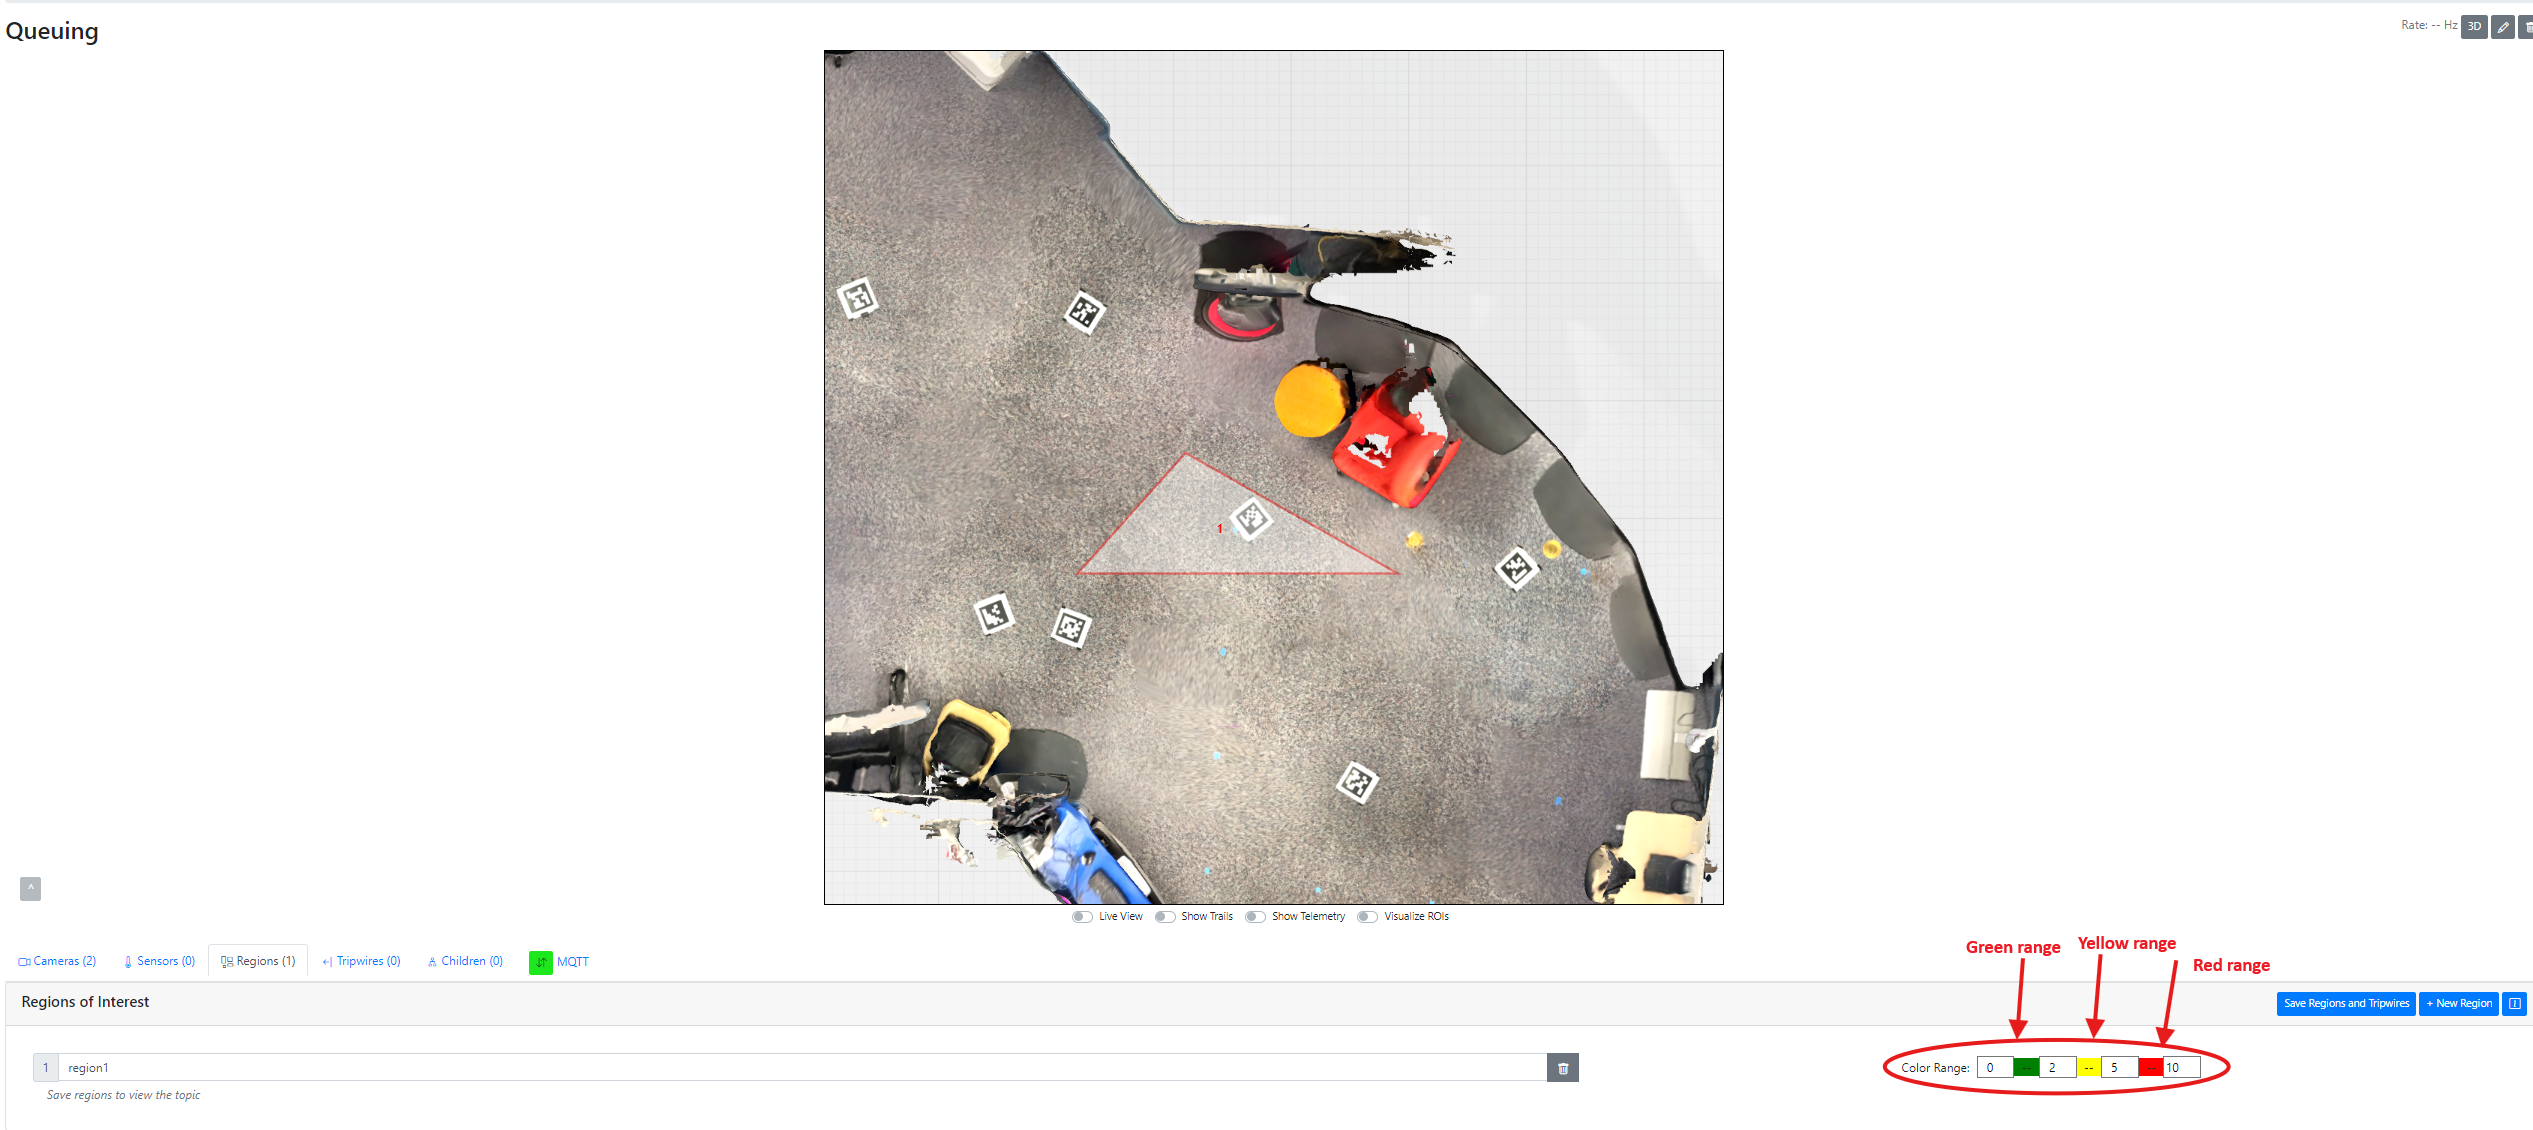 Queuing
Rate: -- Hz 3D
1
^
Live View Show Trails Show Telemetry Visualize ROIs
Cameras (2) Sensors (0) Regions (1) Tripwires (0) Children (0) MQTT
Green range Yellow range
Red range
Regions of Interest
Save Regions and Tripwires + New Region
1 region1
Color Range: 0 -- 2 -- 5 -- 10
Save regions to view the topic